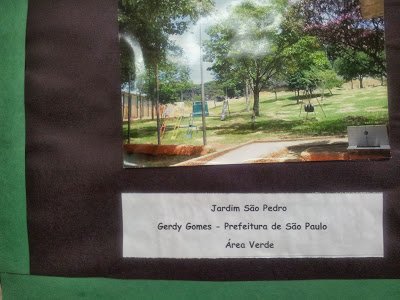 Jardim São Pedro
Gerdy Gomes - Prefeitura de São Paulo
Área Verde